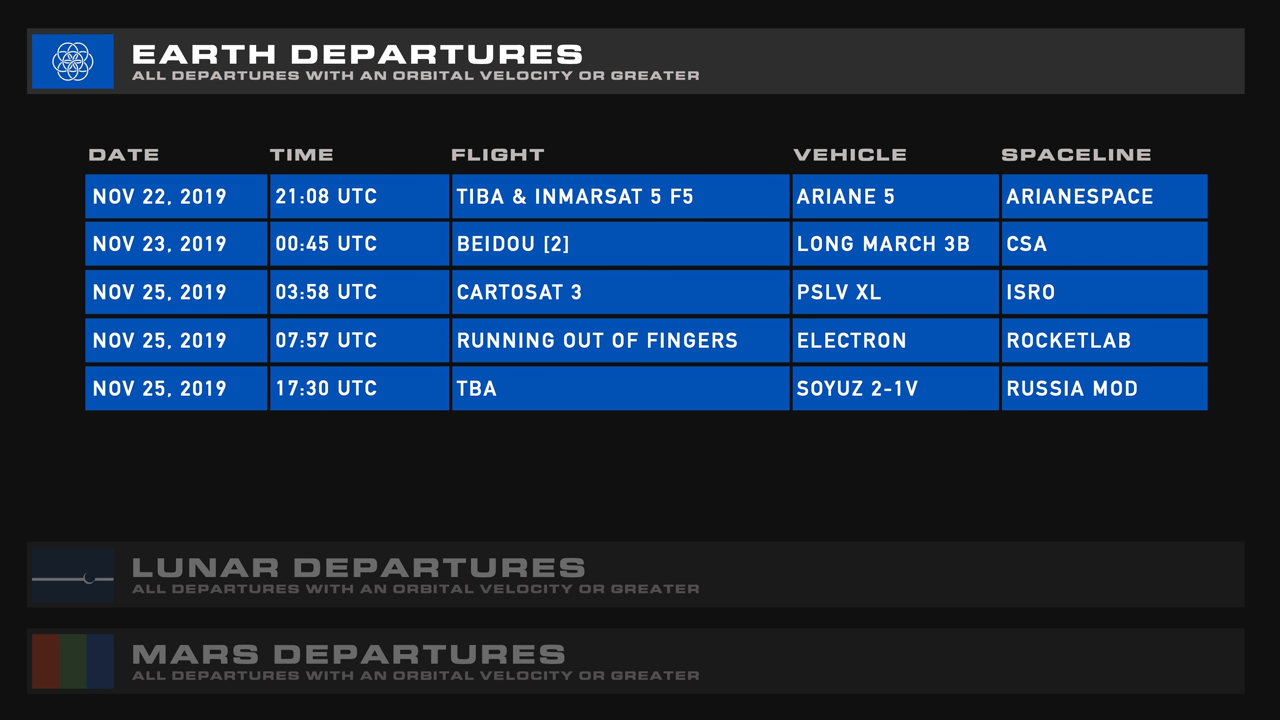 EARTH DEPARTURES
ALL DEPARTURES WITH AN ORBITAL VELOCITY OR GREATER
DATE TIME FLIGHT VEHICLE SPACELINE
NOV 22, 2019 21:08 UTC TIBA & INMARSAT 5 F5 ARIANE 5 ARIANESPACE
NOV 23, 2019 00:45 UTC BEIDOU [2] LONG MARCH 3B CSA
NOV 25, 2019 03:58 UTC CARTOSAT 3 PSLV XL ISRO
NOV 25, 2019 07:57 UTC RUNNING OUT OF FINGERS ELECTRON ROCKETLAB
NOV 25, 2019 17:30 UTC TBA SOYUZ 2-1V RUSSIA MOD
LUNAR DEPARTURES
ALL DEPARTURES WITH AN ORBITAL VELOCITY OR GREATER
MARS DEPARTURES
ALL DEPARTURES WITH AN ORBITAL VELOCITY OR GREATER